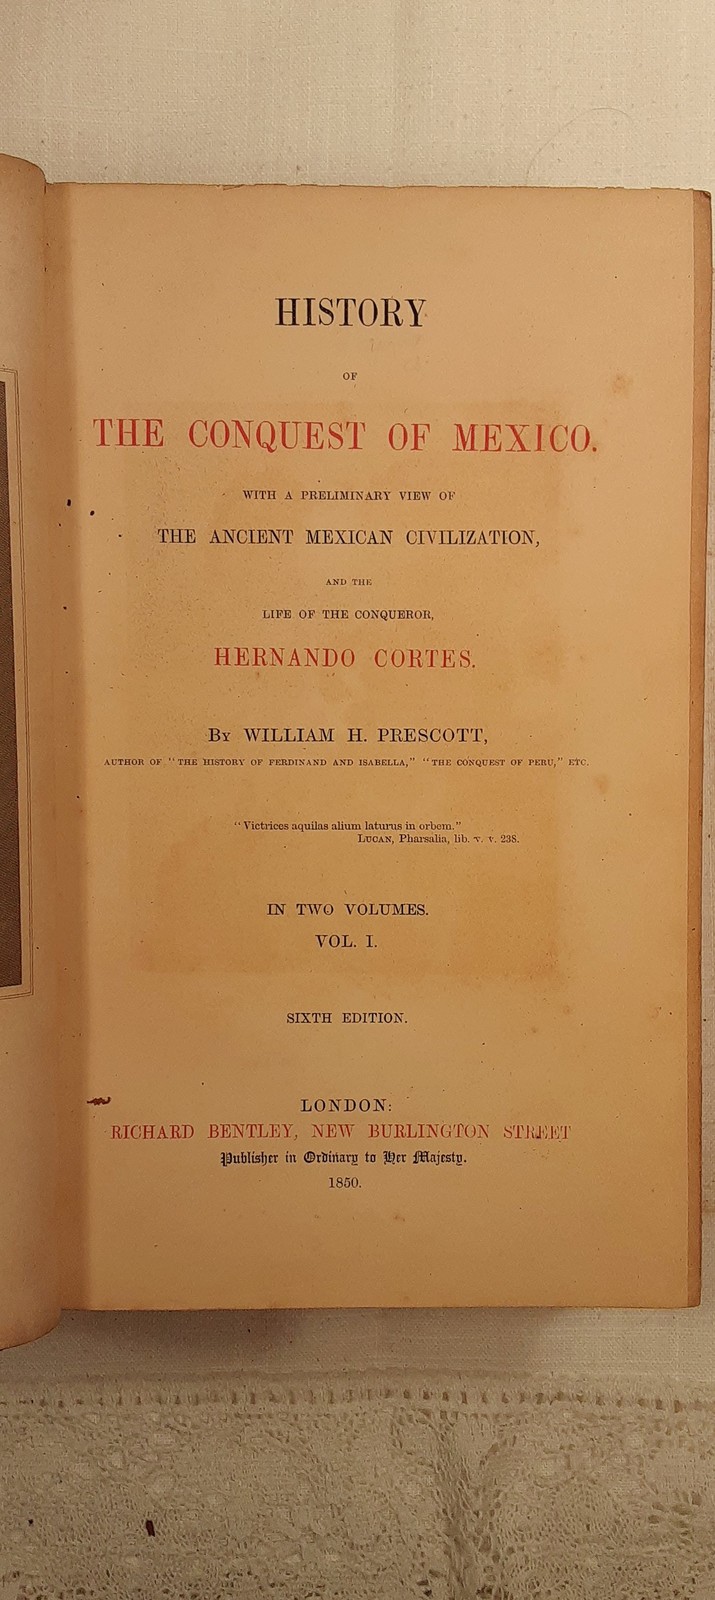 HISTORY
OF
THE CONQUEST OF MEXICO.
WITH A PRELIMINARY VIEW OF
THE ANCIENT MEXICAN CIVILIZATION,
AND THE
LIFE OF THE CONQUEROR,
HERNANDO CORTES.
By WILLIAM H. PRESCOTT,
AUTHOR OF "THE HISTORY OF FERDINAND AND ISABELLA," "THE CONQUEST OF PERU," ETC.
"Victrices aquilas alium laturus in orbem."
LUCAN, Pharsalia, lib. v. v. 238.
IN TWO VOLUMES.
VOL. I.
SIXTH EDITION.
LONDON:
RICHARD BENTLEY, NEW BURLINGTON STREET
Publisher in Ordinary to Her Majesty.
1850.